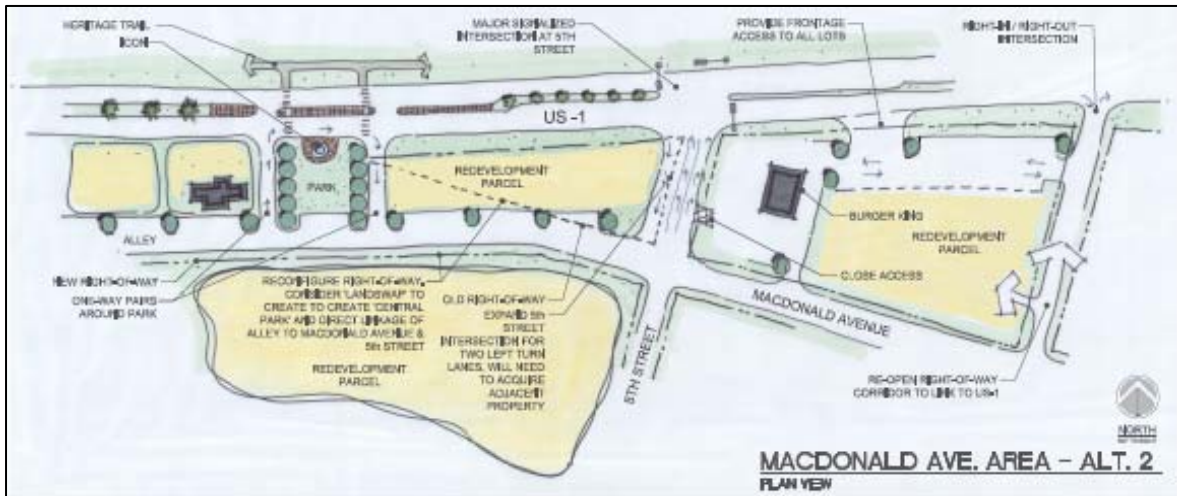 HERITAGE TRAIL
ICON
MAJOR SIGNALIZED
INTERSECTION AT 5TH
STREET
PROVIDE FRONTAGE
ACCESS TO ALL LOTS
RIGHT-IN / RIGHT-OUT
INTERSECTION
US-1
PARK
REDEVELOPMENT
PARCEL
BURGER KING
REDEVELOPMENT
PARCEL
ALLEY
CLOSE ACCESS
NEW RIGHT-OF-WAY
ONE-WAY PAIRS
AROUND PARK
RECONFIGURE RIGHT-OF-WAY.
CONSIDER 'LANDSWAP' TO
CREATE TO CREATE 'CENTRAL
PARK' AND DIRECT LINKAGE OF
ALLEY TO MACDONALD AVENUE &
5th STREET
REDEVELOPMENT
PARCEL
OLD RIGHT-OF-WAY
EXPAND 5th
STREET
INTERSECTION FOR
TWO LEFT TURN
LANES. WILL NEED
TO ACQUIRE
ADJACENT
PROPERTY
5TH STREET
MACDONALD AVENUE
RE-OPEN RIGHT-OF-WAY
CORRIDOR TO LINK TO US-1
NORTH
MACDONALD AVE. AREA - ALT. 2
PLAN VIEW